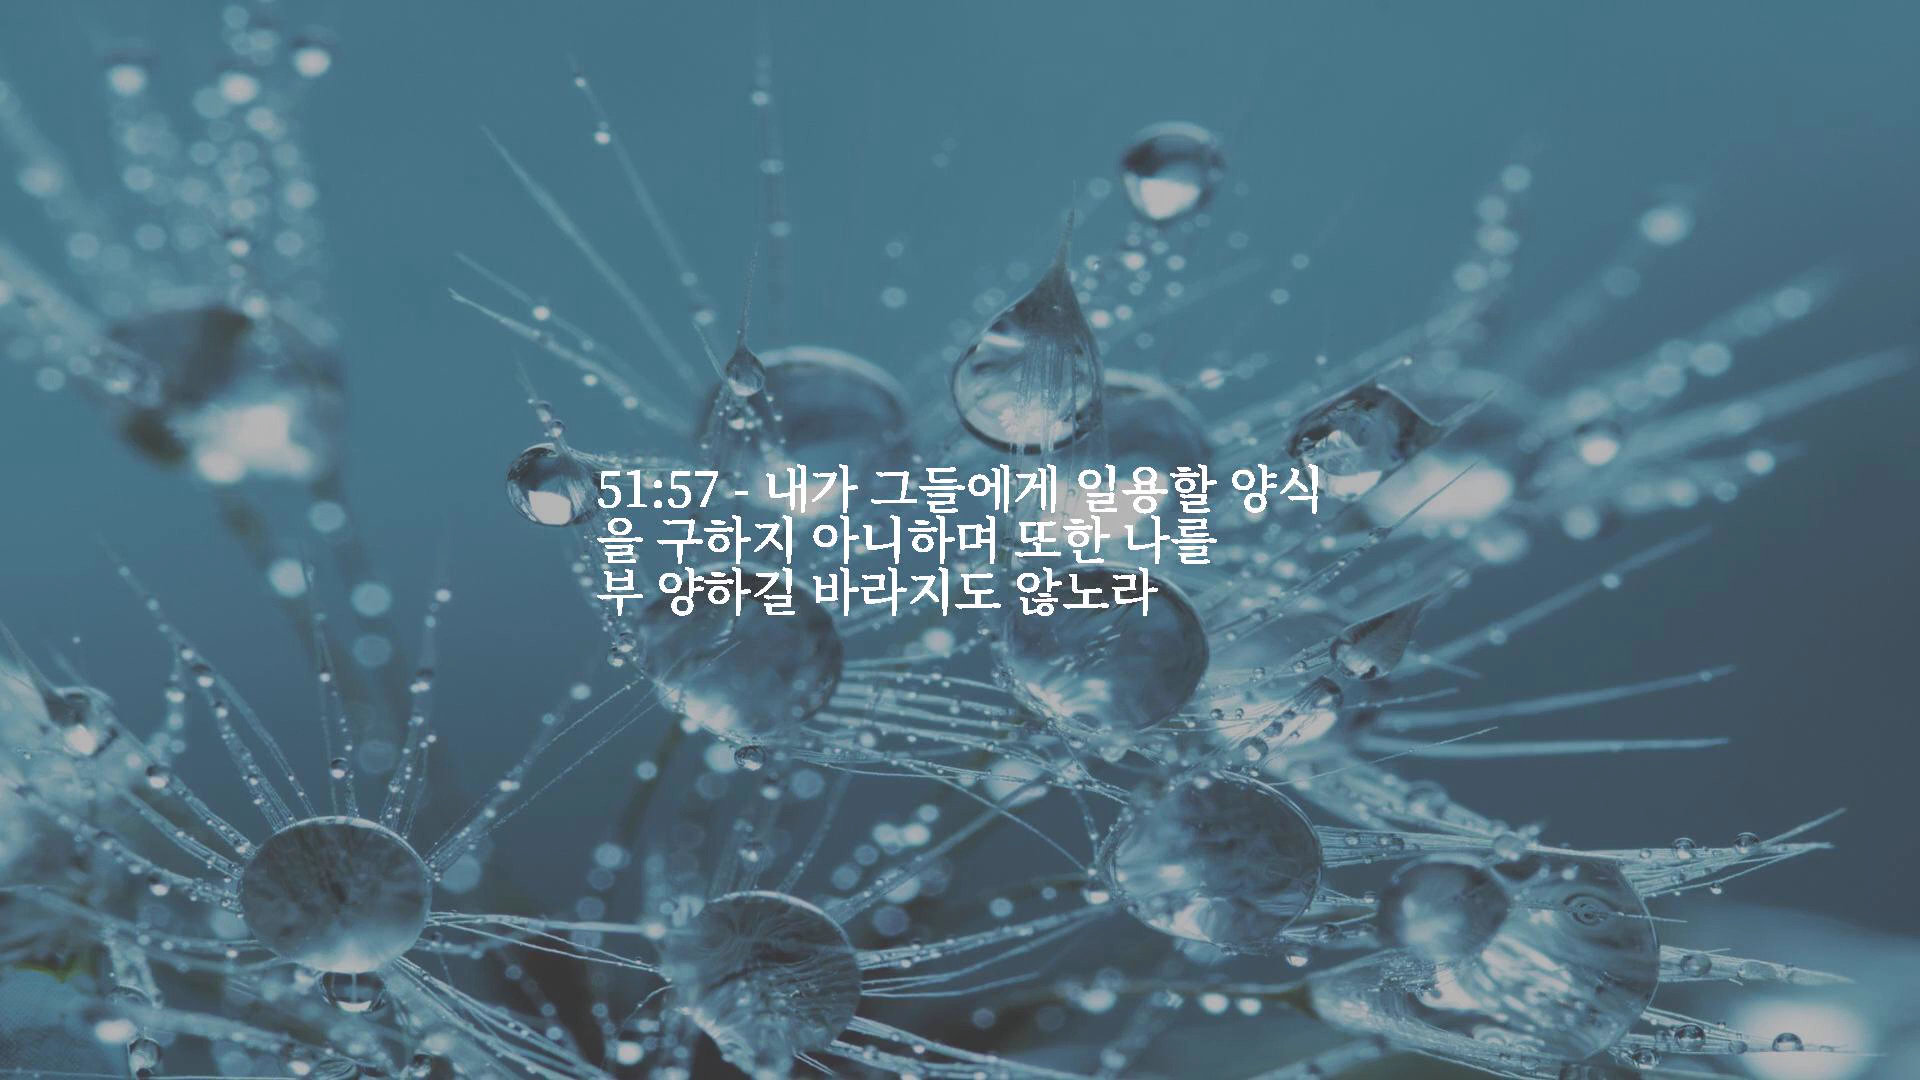 51:57 - 내가 그들에게 일용할 양식
을 구하지 아니하며 또한 나를
부 양하길 바라지도 않노라